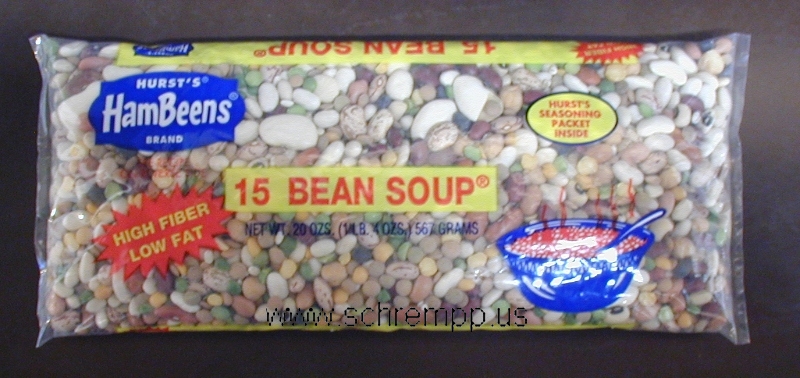 15 BEAN SOUP®
HURST'S®
HamBeens®
BRAND
HURST'S
SEASONING
PACKET
INSIDE
15 BEAN SOUP®
HIGH FIBER
LOW FAT
NET WT. 20 OZS. (1 LB. 4 OZS.) 567 GRAMS
www.schrempp.us